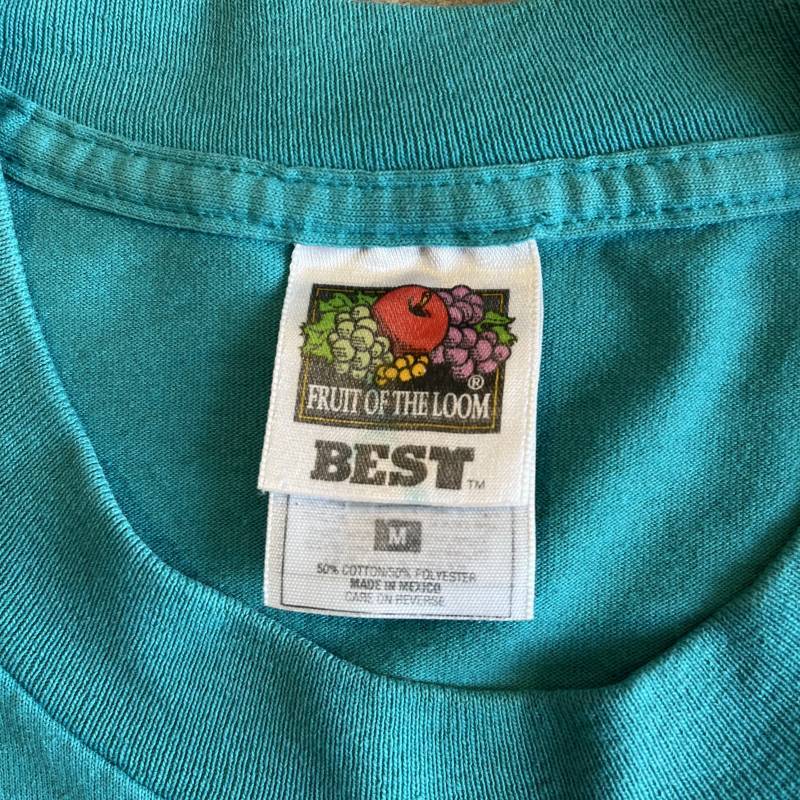 ®
FRUIT OF THE LOOM
BEST™
M
50% COTTON/50% POLYESTER
MADE IN MEXICO
CARE ON REVERSE